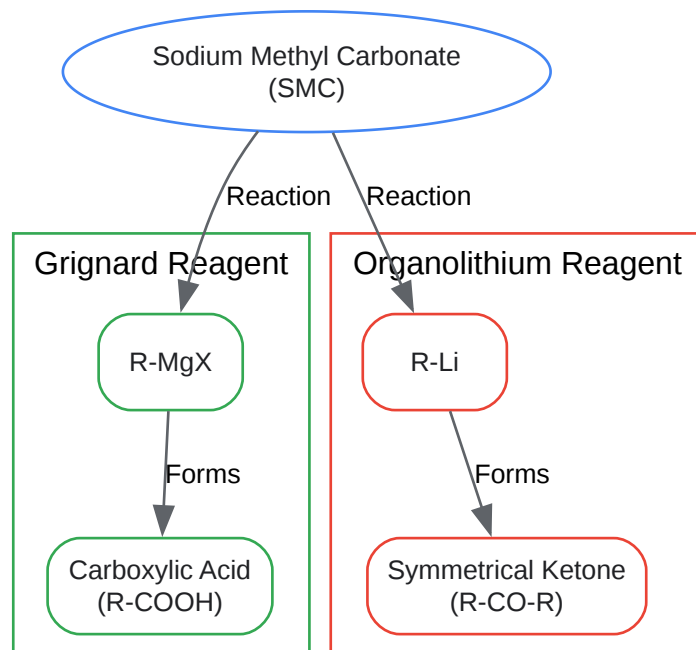 Sodium Methyl Carbonate
(SMC)
Reaction
Reaction
Grignard Reagent
Organolithium Reagent
R-MgX
R-Li
Forms
Forms
Carboxylic Acid
(R-COOH)
Symmetrical Ketone
(R-CO-R)